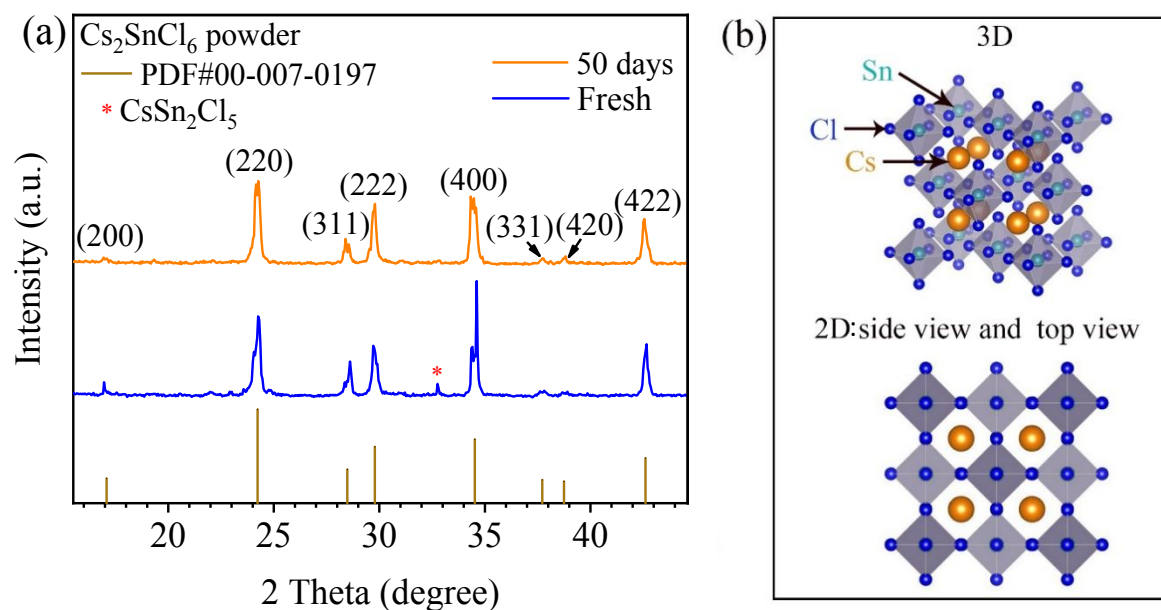 (a)
Cs₂SnCl₆ powder
PDF#00-007-0197
* CsSn₂Cl₅
50 days
Fresh
(200)
(220)
(311)
(222)
(400)
(331)
(420)
(422)
*
Intensity (a.u.)
20 25 30 35 40
2 Theta (degree)
(b)
3D
Sn
Cl
Cs
2D:side view and top view